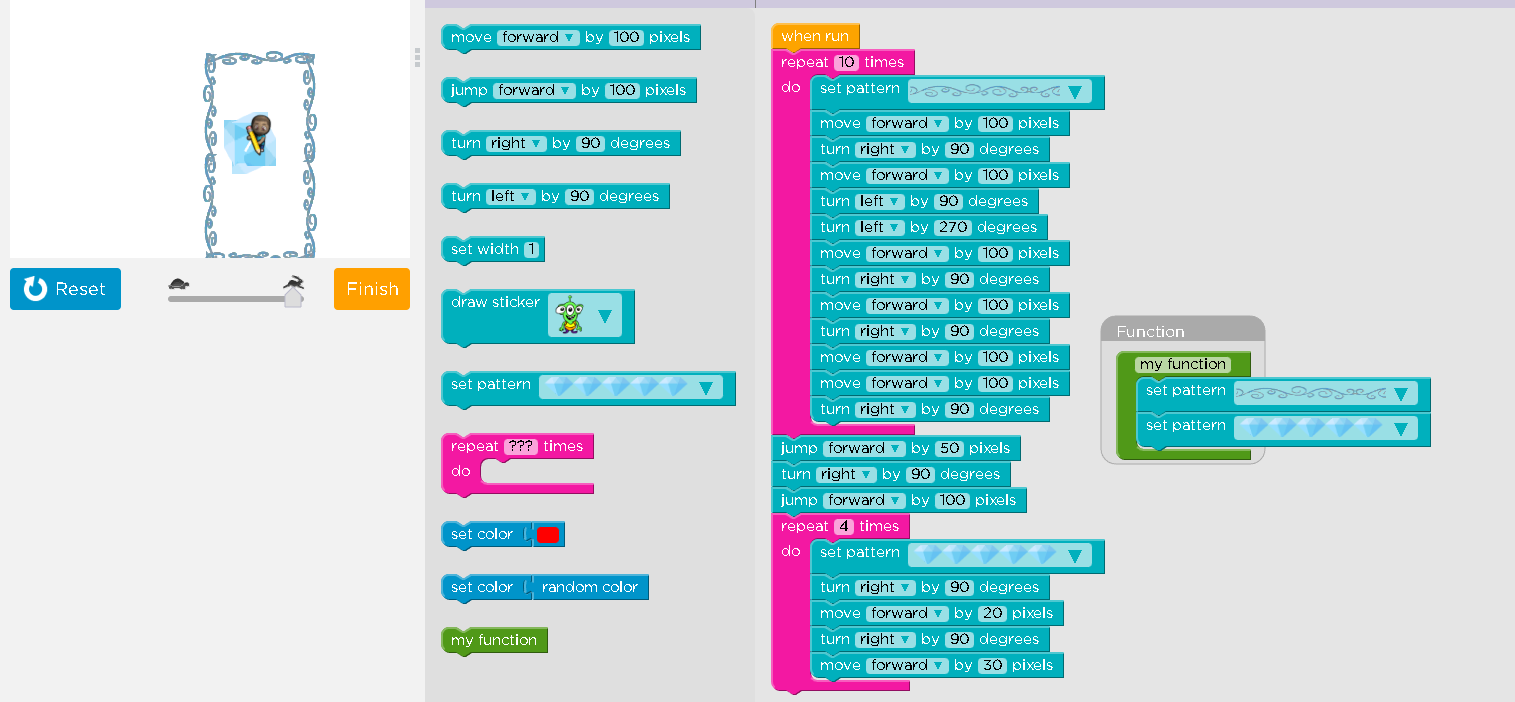 Reset
Finish
move forward by 100 pixels
jump forward by 100 pixels
turn right by 90 degrees
turn left by 90 degrees
set width 1
draw sticker
set pattern
repeat ??? times
do
set color
set color random color
my function
when run
repeat 10 times
do set pattern
move forward by 100 pixels
turn right by 90 degrees
move forward by 100 pixels
turn left by 90 degrees
turn left by 270 degrees
move forward by 100 pixels
turn right by 90 degrees
move forward by 100 pixels
turn right by 90 degrees
move forward by 100 pixels
move forward by 100 pixels
turn right by 90 degrees
jump forward by 50 pixels
turn right by 90 degrees
jump forward by 100 pixels
repeat 4 times
do set pattern
turn right by 90 degrees
move forward by 20 pixels
turn right by 90 degrees
move forward by 30 pixels
Function
my function
set pattern
set pattern